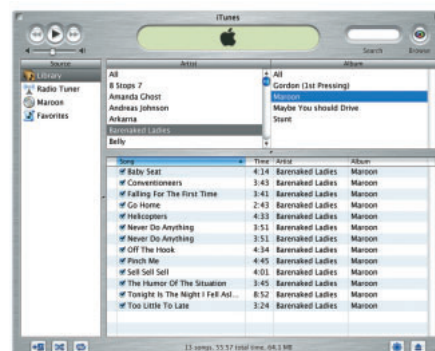 iTunes
Search
Browse
Source
Artist
Album
Library
Radio Tuner
Maroon
Favorites
All
8 Stops 7
Amanda Ghost
Andreas Johnson
Arkarna
Barenaked Ladies
Belly
All
Gordon (1st Pressing)
Maroon
Maybe You should Drive
Stunt
Song Time Artist Album
Baby Seat 4:14 Barenaked Ladies Maroon
Conventioneers 3:43 Barenaked Ladies Maroon
Falling For The First Time 3:41 Barenaked Ladies Maroon
Go Home 2:43 Barenaked Ladies Maroon
Helicopters 4:33 Barenaked Ladies Maroon
Never Do Anything 3:51 Barenaked Ladies Maroon
Never Do Anything 3:51 Barenaked Ladies Maroon
Off The Hook 4:34 Barenaked Ladies Maroon
Pinch Me 4:45 Barenaked Ladies Maroon
Sell Sell Sell 4:01 Barenaked Ladies Maroon
The Humor Of The Situation 3:45 Barenaked Ladies Maroon
Tonight Is The Night I Fell Asl... 8:52 Barenaked Ladies Maroon
Too Little To Late 3:24 Barenaked Ladies Maroon
13 songs, 55:57 total time, 64.1 MB